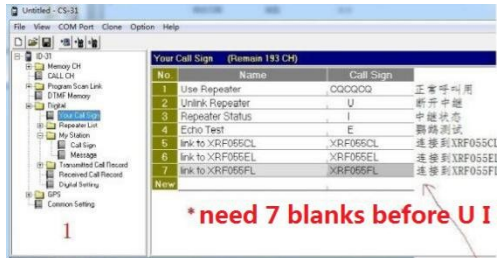 Untitled - CS-31
File View COM Port Clone Option Help
ID-31
Memory CH
CALL CH
Program Scan Link
DTMF Memory
Digital
Your Call Sign
Repeater List
My Station
Call Sign
Message
Transmitted Call Record
Received Call Record
Digital Setting
GPS
Common Setting
1
Your Call Sign (Remain 193 CH)
No. Name Call Sign
1 Use Repeater CQCQCQ 正常呼叫用
2 Unlink Repeater U 断开中继
3 Repeater Status I 中继状态
4 Echo Test E 鹦鹉测试
5 link to XRF055CL XRF055CL 连接到XRF055CL
6 link to XRF055EL XRF055EL 连接到XRF055EL
7 link to XRF055FL XRF055FL 连接到XRF055FL
New
*need 7 blanks before U I